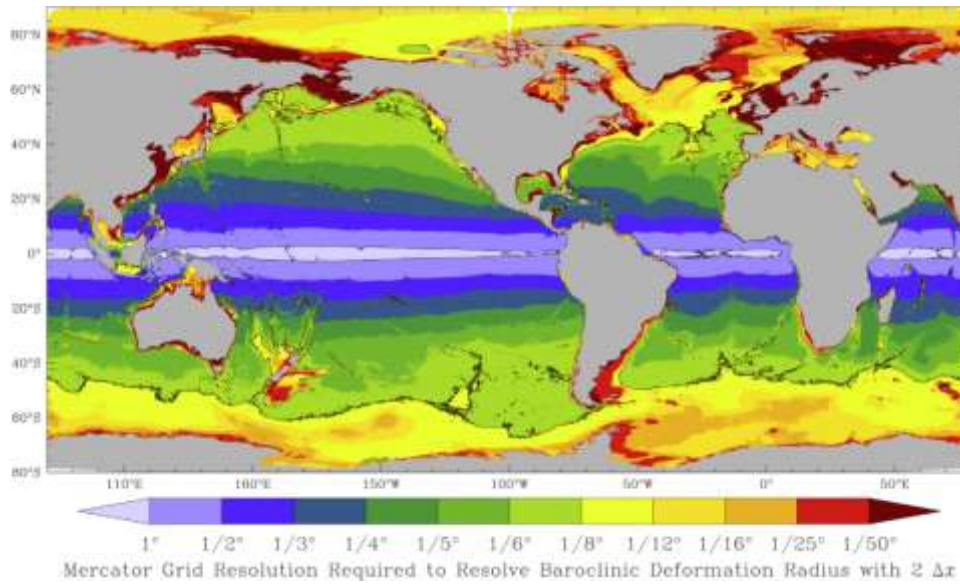 80°N
60°N
40°N
20°N
0°
20°S
40°S
60°S
80°S
110°E 160°E 150°W 100°W 50°W 0° 50°E
1° 1/2° 1/3° 1/4° 1/5° 1/6° 1/8° 1/12° 1/16° 1/25° 1/50°
Mercator Grid Resolution Required to Resolve Baroclinic Deformation Radius with 2 Δx